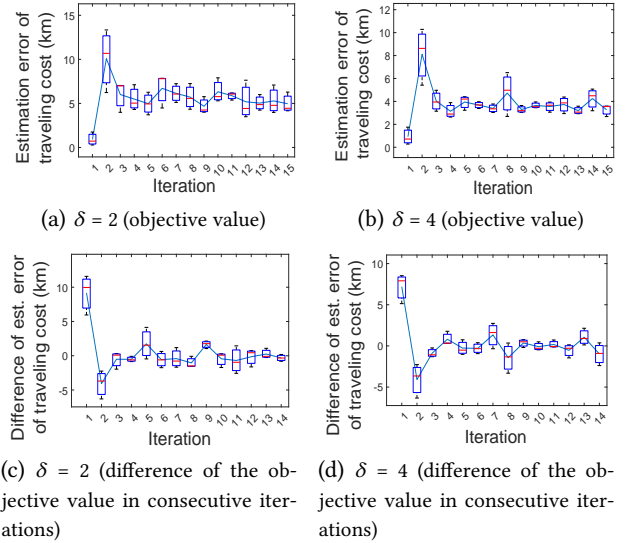 Estimation error of
traveling cost (km)
15
10
5
0
1 2 3 4 5 6 7 8 9 10 11 12 13 14 15
Iteration
(a) δ = 2 (objective value)
Estimation error of
traveling cost (km)
12
10
8
6
4
2
0
1 2 3 4 5 6 7 8 9 10 11 12 13 14 15
Iteration
(b) δ = 4 (objective value)
Difference of est. error
of traveling cost (km)
10
5
0
-5
1 2 3 4 5 6 7 8 9 10 11 12 13 14
Iteration
(c) δ = 2 (difference of the ob-
jective value in consecutive iter-
ations)
Difference of est. error
of traveling cost (km)
10
5
0
-5
1 2 3 4 5 6 7 8 9 10 11 12 13 14
Iteration
(d) δ = 4 (difference of the ob-
jective value in consecutive iter-
ations)